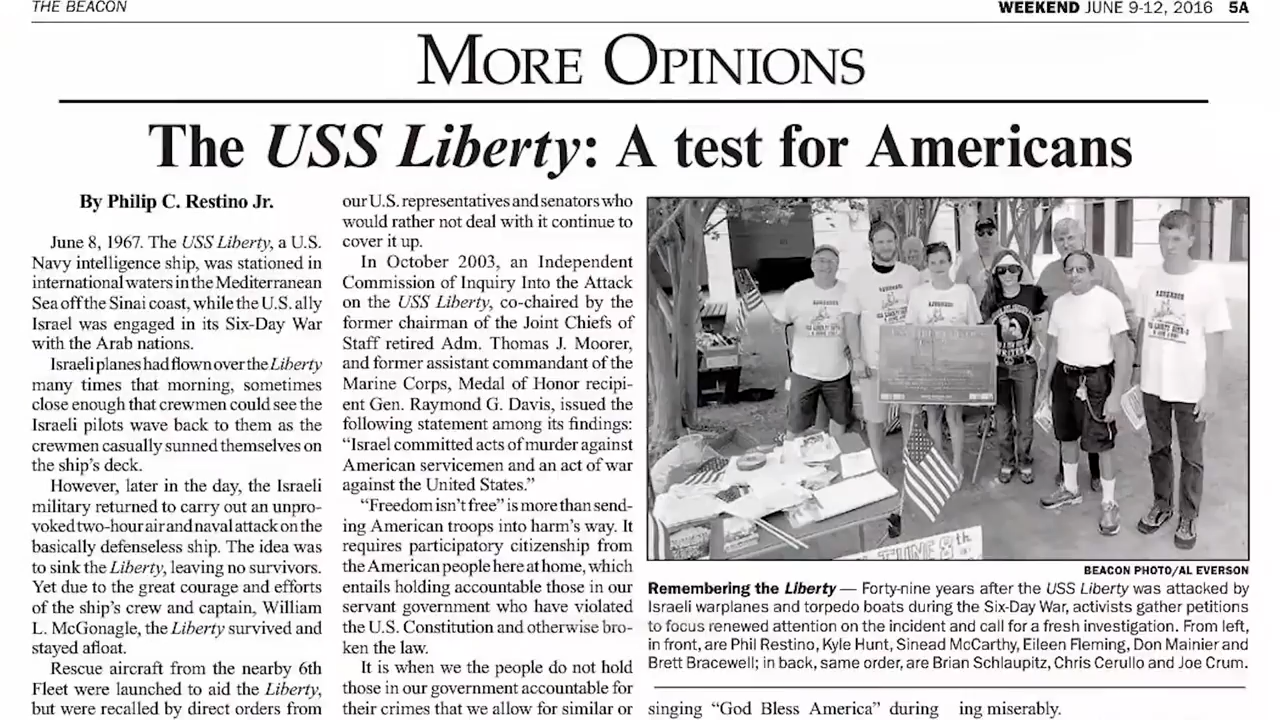 THE BEACON
WEEKEND JUNE 9-12, 2016 5A
MORE OPINIONS
The USS Liberty: A test for Americans
By Philip C. Restino Jr.
June 8, 1967. The USS Liberty, a U.S.
Navy intelligence ship, was stationed in
international waters in the Mediterranean
Sea off the Sinai coast, while the U.S. ally
Israel was engaged in its Six-Day War
with the Arab nations.
Israeli planes had flown over the Liberty
many times that morning, sometimes
close enough that crewmen could see the
Israeli pilots wave back to them as the
crewmen casually sunned themselves on
the ship's deck.
However, later in the day, the Israeli
military returned to carry out an unpro-
voked two-hour air and naval attack on the
basically defenseless ship. The idea was
to sink the Liberty, leaving no survivors.
Yet due to the great courage and efforts
of the ship's crew and captain, William
L. McGonagle, the Liberty survived and
stayed afloat.
Rescue aircraft from the nearby 6th
Fleet were launched to aid the Liberty,
but were recalled by direct orders from
our U.S. representatives and senators who
would rather not deal with it continue to
cover it up.
In October 2003, an Independent
Commission of Inquiry Into the Attack
on the USS Liberty, co-chaired by the
former chairman of the Joint Chiefs of
Staff retired Adm. Thomas J. Moorer,
and former assistant commandant of the
Marine Corps, Medal of Honor recipi-
ent Gen. Raymond G. Davis, issued the
following statement among its findings:
"Israel committed acts of murder against
American servicemen and an act of war
against the United States."
"Freedom isn't free" is more than send-
ing American troops into harm's way. It
requires participatory citizenship from
the American people here at home, which
entails holding accountable those in our
servant government who have violated
the U.S. Constitution and otherwise bro-
ken the law.
It is when we the people do not hold
those in our government accountable for
their crimes that we allow for similar or
JUNE 8th
BEACON PHOTO/AL EVERSON
Remembering the Liberty — Forty-nine years after the USS Liberty was attacked by
Israeli warplanes and torpedo boats during the Six-Day War, activists gather petitions
to focus renewed attention on the incident and call for a fresh investigation. From left,
in front, are Phil Restino, Kyle Hunt, Sinead McCarthy, Eileen Fleming, Don Mainier and
Brett Bracewell; in back, same order, are Brian Schlaupitz, Chris Cerullo and Joe Crum.
singing "God Bless America" during
ing miserably.